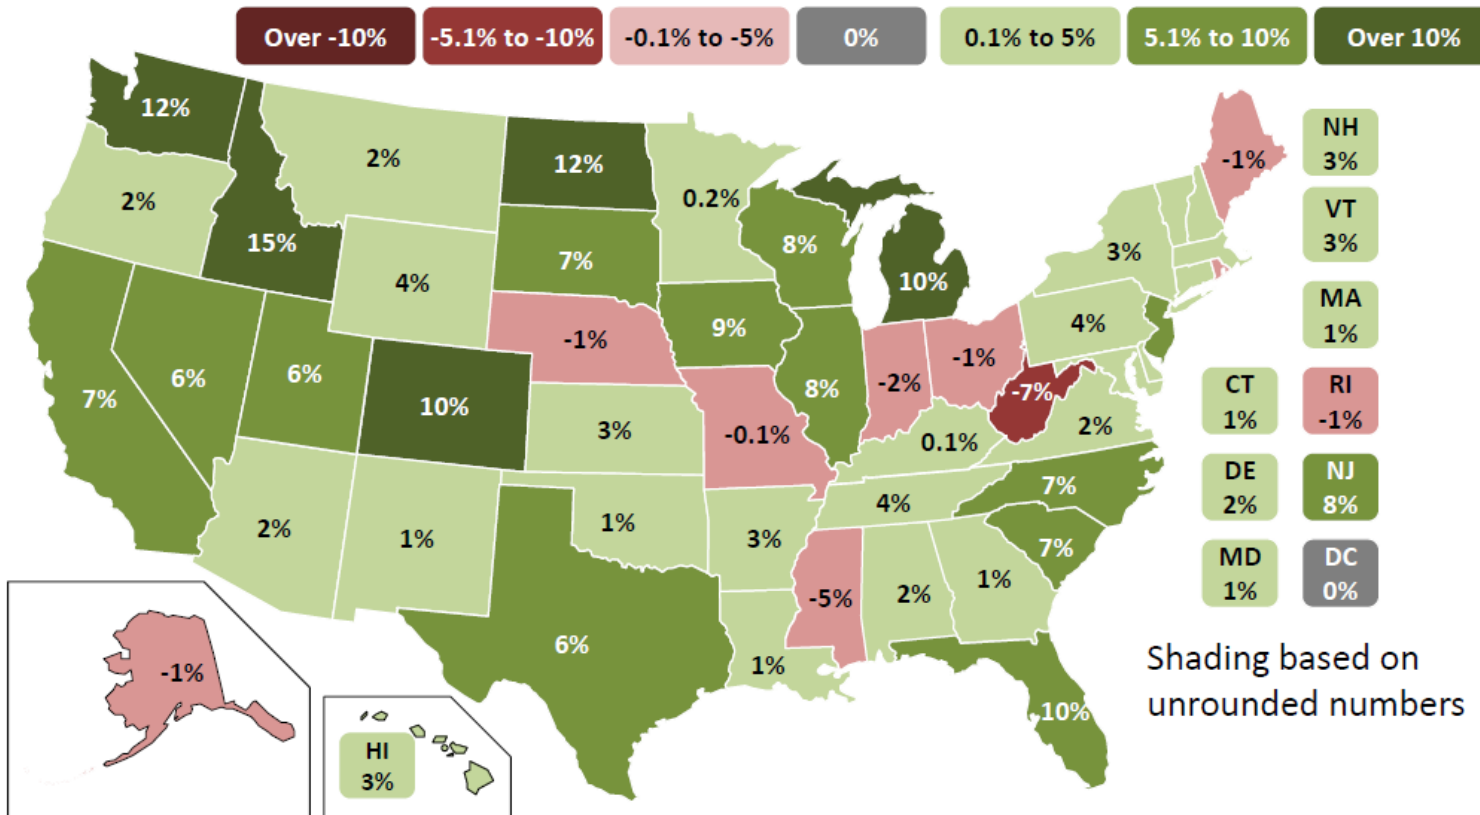 Over -10%
-5.1% to -10%
-0.1% to -5%
0%
0.1% to 5%
5.1% to 10%
Over 10%
12%
2%
12%
0.2%
-1%
NH
3%
2%
15%
4%
7%
8%
10%
3%
VT
3%
MA
1%
7%
6%
6%
10%
-1%
9%
8%
-2%
-1%
4%
-7%
CT
1%
RI
-1%
3%
-0.1%
0.1%
2%
DE
2%
NJ
8%
2%
1%
1%
3%
4%
7%
7%
MD
1%
DC
0%
6%
1%
-5%
2%
1%
10%
Shading based on
unrounded numbers
-1%
HI
3%